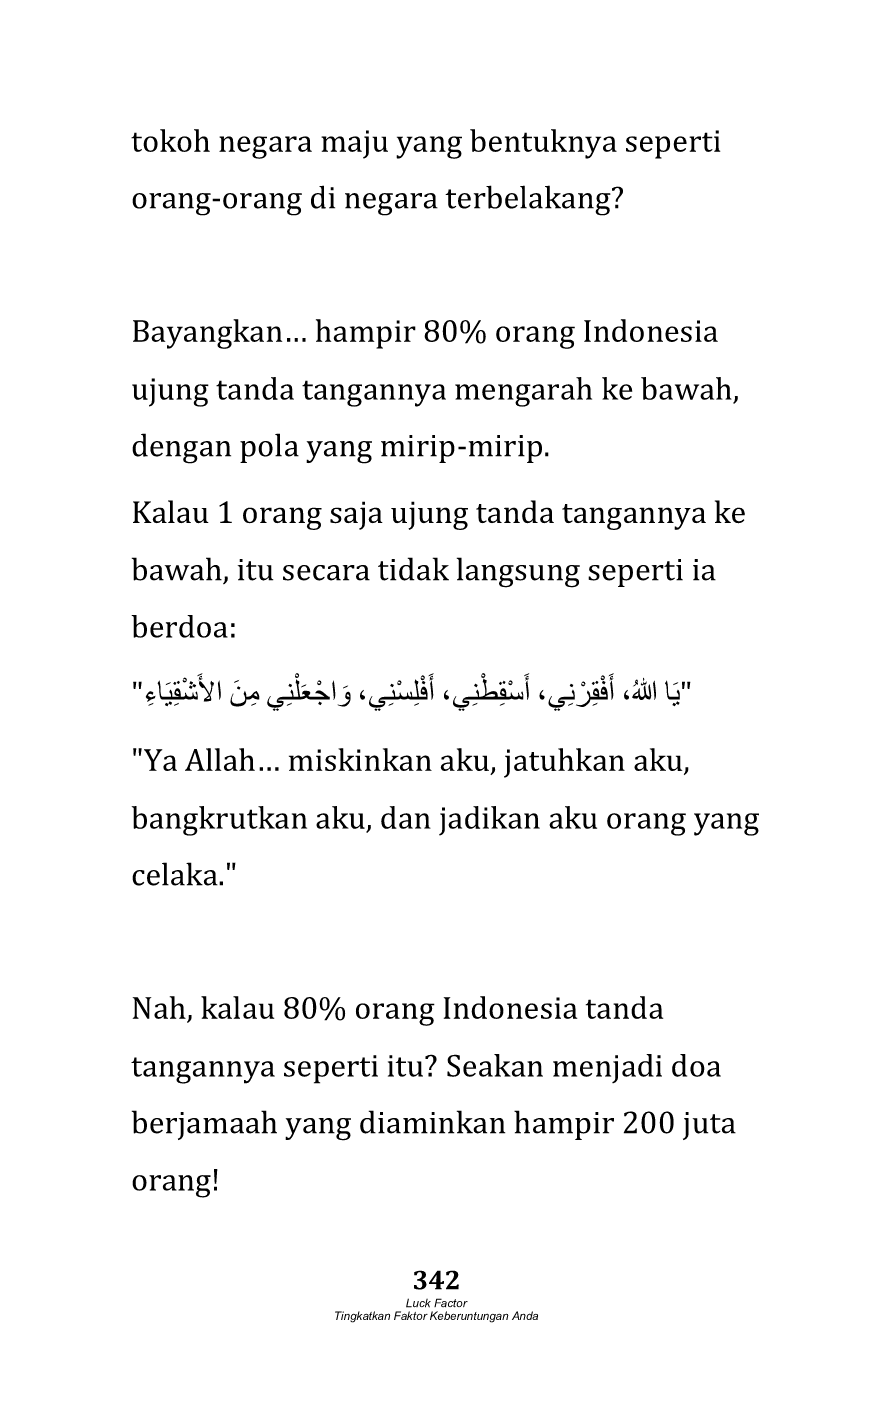 tokoh negara maju yang bentuknya seperti
orang-orang di negara terbelakang?
Bayangkan… hampir 80% orang Indonesia
ujung tanda tangannya mengarah ke bawah,
dengan pola yang mirip-mirip.
Kalau 1 orang saja ujung tanda tangannya ke
bawah, itu secara tidak langsung seperti ia
berdoa:
"يَا اللهُ، أَفْقِرْنِي، أَسْقِطْنِي، أَفْلِسْنِي، وَاجْعَلْنِي مِنَ الأَشْقِيَاءِ"
"Ya Allah… miskinkan aku, jatuhkan aku,
bangkrutkan aku, dan jadikan aku orang yang
celaka."
Nah, kalau 80% orang Indonesia tanda
tangannya seperti itu? Seakan menjadi doa
berjamaah yang diaminkan hampir 200 juta
orang!
342
Luck Factor
Tingkatkan Faktor Keberuntungan Anda